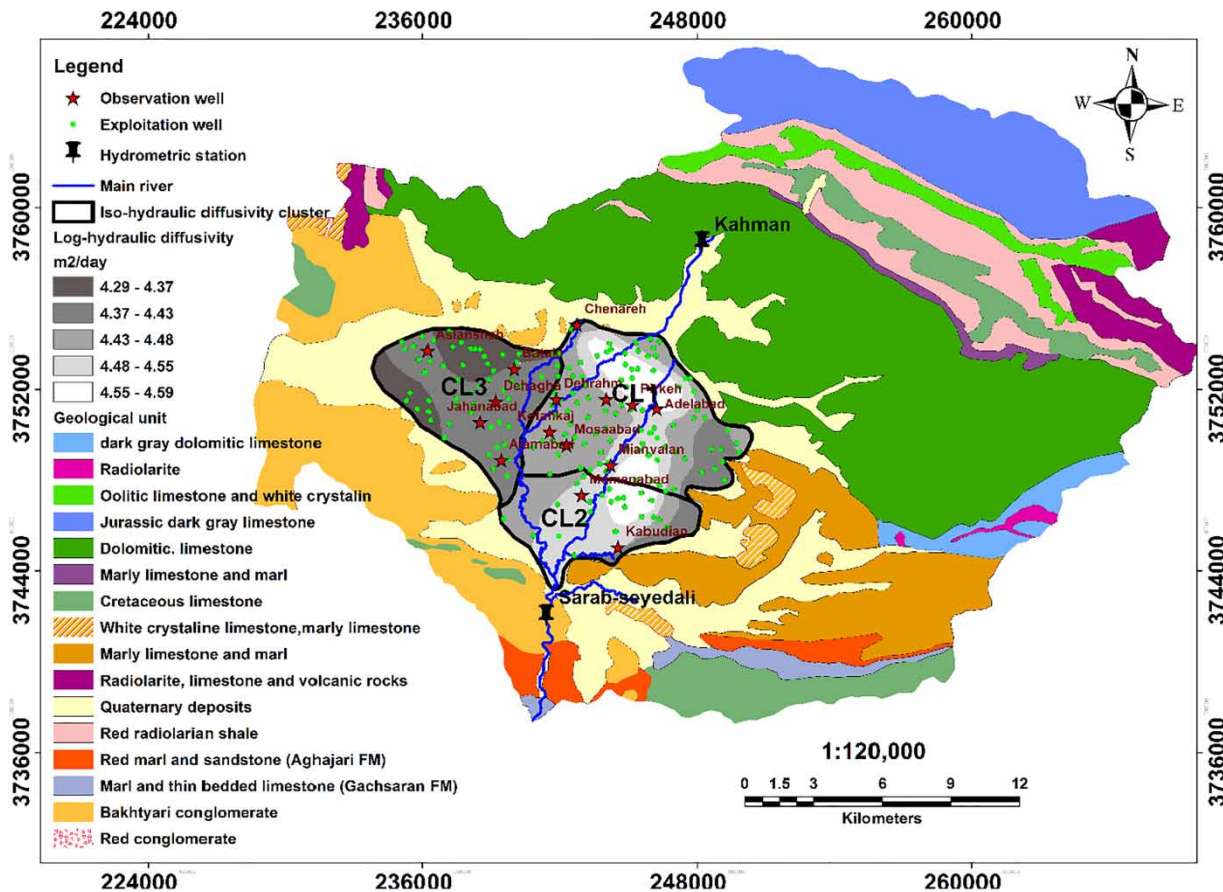 224000 236000 248000 260000
Legend
Observation well
Exploitation well
Hydrometric station
Main river
Iso-hydraulic diffusivity cluster
Log-hydraulic diffusivity
m2/day
4.29 - 4.37
4.37 - 4.43
4.43 - 4.48
4.48 - 4.55
4.55 - 4.59
Geological unit
dark gray dolomitic limestone
Radiolarite
Oolitic limestone and white crystalin
Jurassic dark gray limestone
Dolomitic. limestone
Marly limestone and marl
Cretaceous limestone
White crystaline limestone,marly limestone
Marly limestone and marl
Radiolarite, limestone and volcanic rocks
Quaternary deposits
Red radiolarian shale
Red marl and sandstone (Aghajari FM)
Marl and thin bedded limestone (Gachsaran FM)
Bakhtyari conglomerate
Red conglomerate
N
W E
S
3760000 3760000
Kahman
Chenareh
Aslanshah
CL3
Dehagha Dehrahm
CL1
3752000 3752000
Jahanabad
Adelabad
Mosaabad
Mianvalan
Momenabad
CL2
Kabudian
3744000 3744000
Sarab-seyedali
3736000 3736000
1:120,000
0 1.5 3 6 9 12
Kilometers
224000 236000 248000 260000